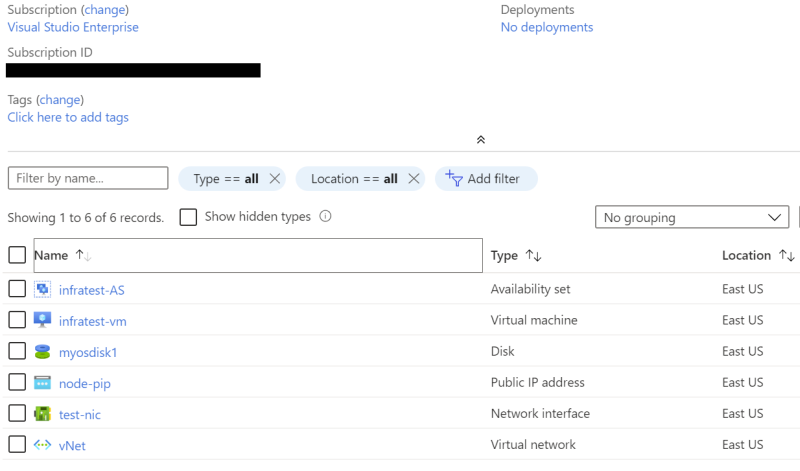 Subscription (change)
Visual Studio Enterprise
Deployments
No deployments
Subscription ID
Tags (change)
Click here to add tags
Filter by name...
Type == all
Location == all
Add filter
Showing 1 to 6 of 6 records.
Show hidden types
No grouping
Name Type Location
infratest-AS Availability set East US
infratest-vm Virtual machine East US
myosdisk1 Disk East US
node-pip Public IP address East US
test-nic Network interface East US
vNet Virtual network East US